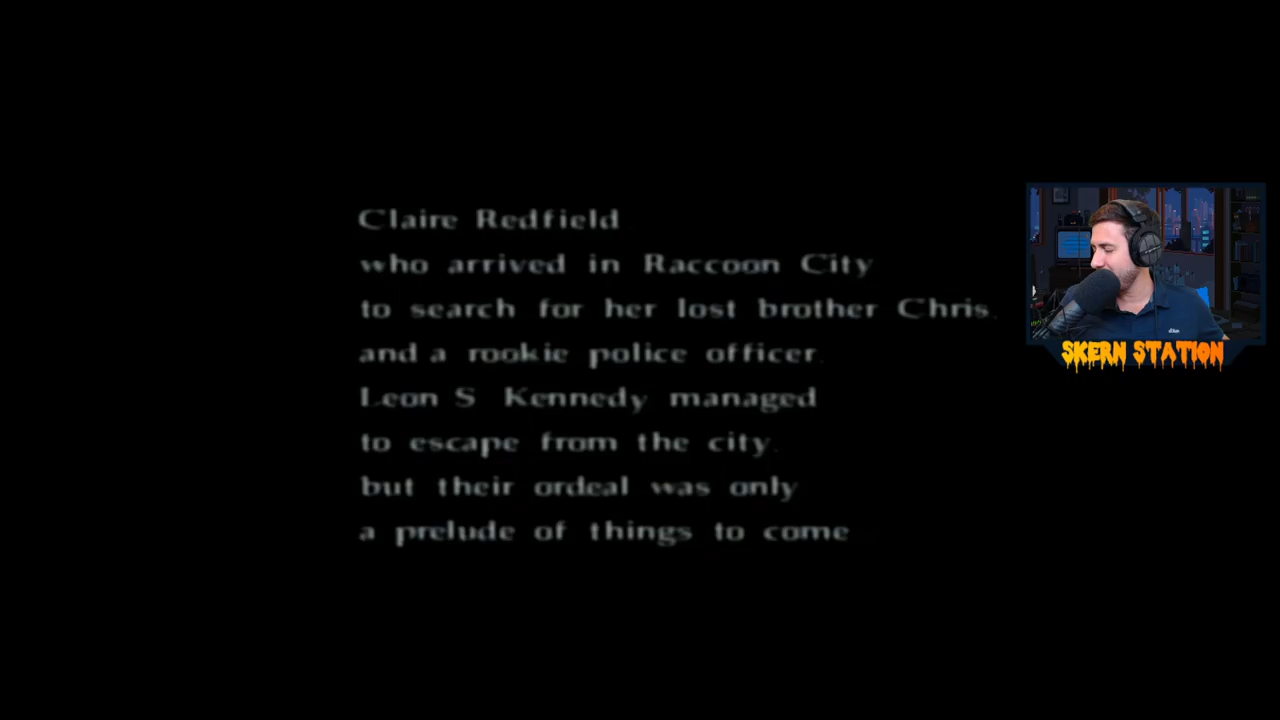 Claire Redfield
who arrived in Raccoon City
to search for her lost brother Chris.
and a rookie police officer.
Leon S Kennedy managed
to escape from the city.
but their ordeal was only
a prelude of things to come
SKERN STATION